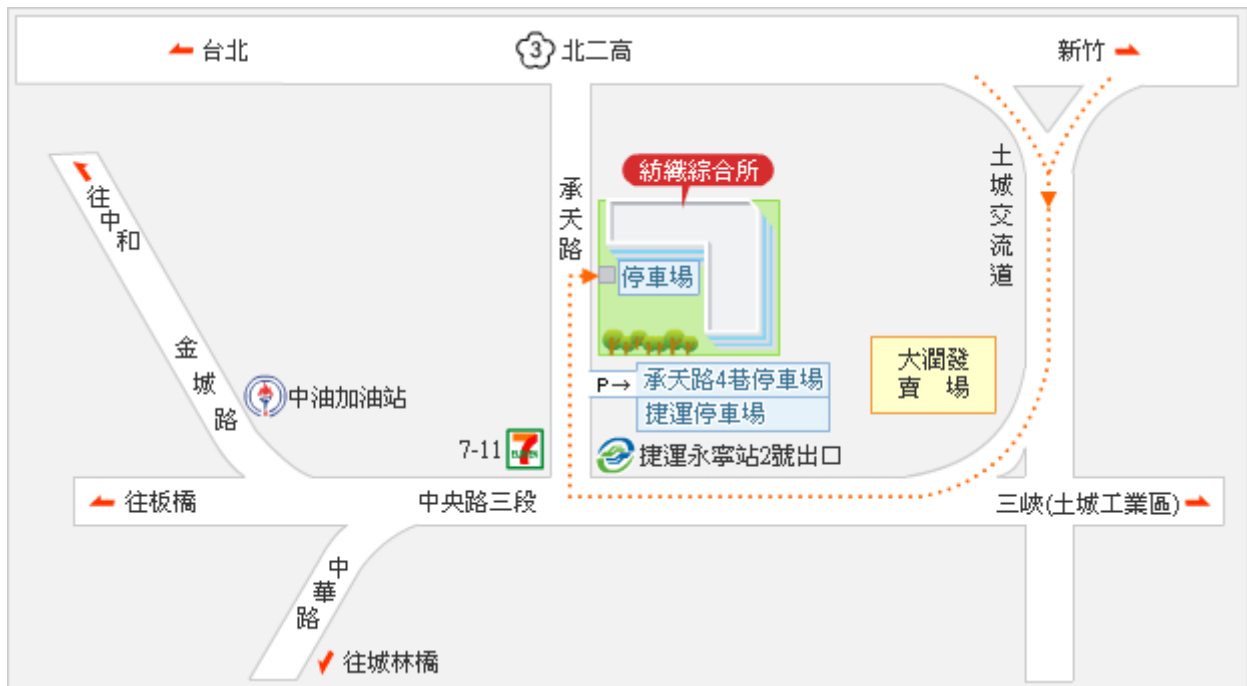 台北
3 北二高
新竹
紡織綜合所
土城交流道
承天路
往中和
停車場
金城路
大潤發
賣 場
P→ 承天路4巷停車場
捷運停車場
中油加油站
7-11
7
ELEVEN
捷運永寧站2號出口
往板橋
中央路三段
三峽(土城工業區)
中華路
往城林橋